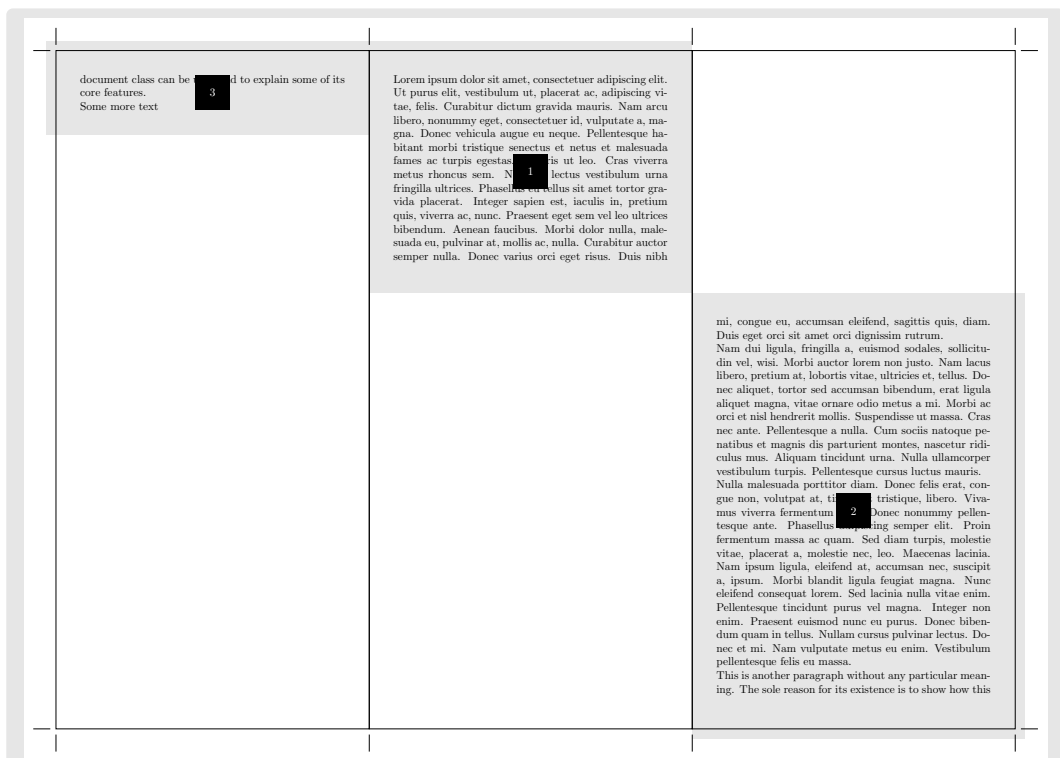 Lorem ipsum dolor sit amet, consectetuer adipiscing elit.
Ut purus elit, vestibulum ut, placerat ac, adipiscing vi-
tae, felis. Curabitur dictum gravida mauris. Nam arcu
libero, nonummy eget, consectetuer id, vulputate a, ma-
gna. Donec vehicula augue eu neque. Pellentesque ha-
bitant morbi tristique senectus et netus et malesuada
fames ac turpis egestas. ut leo. Cras viverra
metus rhoncus sem. lectus vestibulum urna
1
fringilla ultrices. Phasellus eu tellus sit amet tortor gra-
vida placerat. Integer sapien est, iaculis in, pretium
quis, viverra ac, nunc. Praesent eget sem vel leo ultrices
bibendum. Aenean faucibus. Morbi dolor nulla, male-
suada eu, pulvinar at, mollis ac, nulla. Curabitur auctor
semper nulla. Donec varius orci eget risus. Duis nibh
mi, congue eu, accumsan eleifend, sagittis quis, diam.
Duis eget orci sit amet orci dignissim rutrum.
Nam dui ligula, fringilla a, euismod sodales, sollicitu-
din vel, wisi. Morbi auctor lorem non justo. Nam lacus
libero, pretium at, lobortis vitae, ultricies et, tellus. Do-
nec aliquet, tortor sed accumsan bibendum, erat ligula
aliquet magna, vitae ornare odio metus a mi. Morbi ac
orci et nisl hendrerit mollis. Suspendisse ut massa. Cras
nec ante. Pellentesque a nulla. Cum sociis natoque pe-
natibus et magnis dis parturient montes, nascetur ridi-
culus mus. Aliquam tincidunt urna. Nulla ullamcorper
vestibulum turpis. Pellentesque cursus luctus mauris.
Nulla malesuada porttitor diam. Donec felis erat, con-
gue non, volutpat at, tristique, libero. Viva-
mus viverra fermentum Donec nonummy pellen-
2
tesque ante. Phasellus semper elit. Proin
fermentum massa ac quam. Sed diam turpis, molestie
vitae, placerat a, molestie nec, leo. Maecenas lacinia.
Nam ipsum ligula, eleifend at, accumsan nec, suscipit
a, ipsum. Morbi blandit ligula feugiat magna. Nunc
eleifend consequat lorem. Sed lacinia nulla vitae enim.
Pellentesque tincidunt purus vel magna. Integer non
enim. Praesent euismod nunc eu purus. Donec biben-
dum quam in tellus. Nullam cursus pulvinar lectus. Do-
nec et mi. Nam vulputate metus eu enim. Vestibulum
pellentesque felis eu massa.
This is another paragraph without any particular mean-
ing. The sole reason for its existence is to show how this
document class can be to explain some of its
core features.
3
Some more text